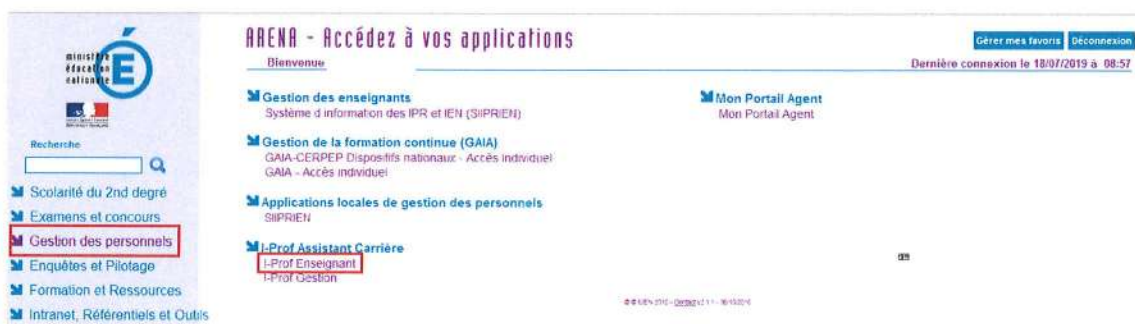 ministère
éducation
nationale
Recherche
Scolarité du 2nd degré
Examens et concours
Gestion des personnels
Enquêtes et Pilotage
Formation et Ressources
Intranet, Référentiels et Outils
ARENA - Accédez à vos applications
Gérer mes favoris
Déconnexion
Bienvenue
Dernière connexion le 18/07/2019 à 08:57
Gestion des enseignants
Système d information des IPR et IEN (SIIPRIEN)
Gestion de la formation continue (GAIA)
GAIA-CERPEP Dispositifs nationaux - Accès individuel
GAIA - Accès individuel
Applications locales de gestion des personnels
SIIPRIEN
I-Prof Assistant Carrière
I-Prof Enseignant
I-Prof Gestion
Mon Portail Agent
Mon Portail Agent